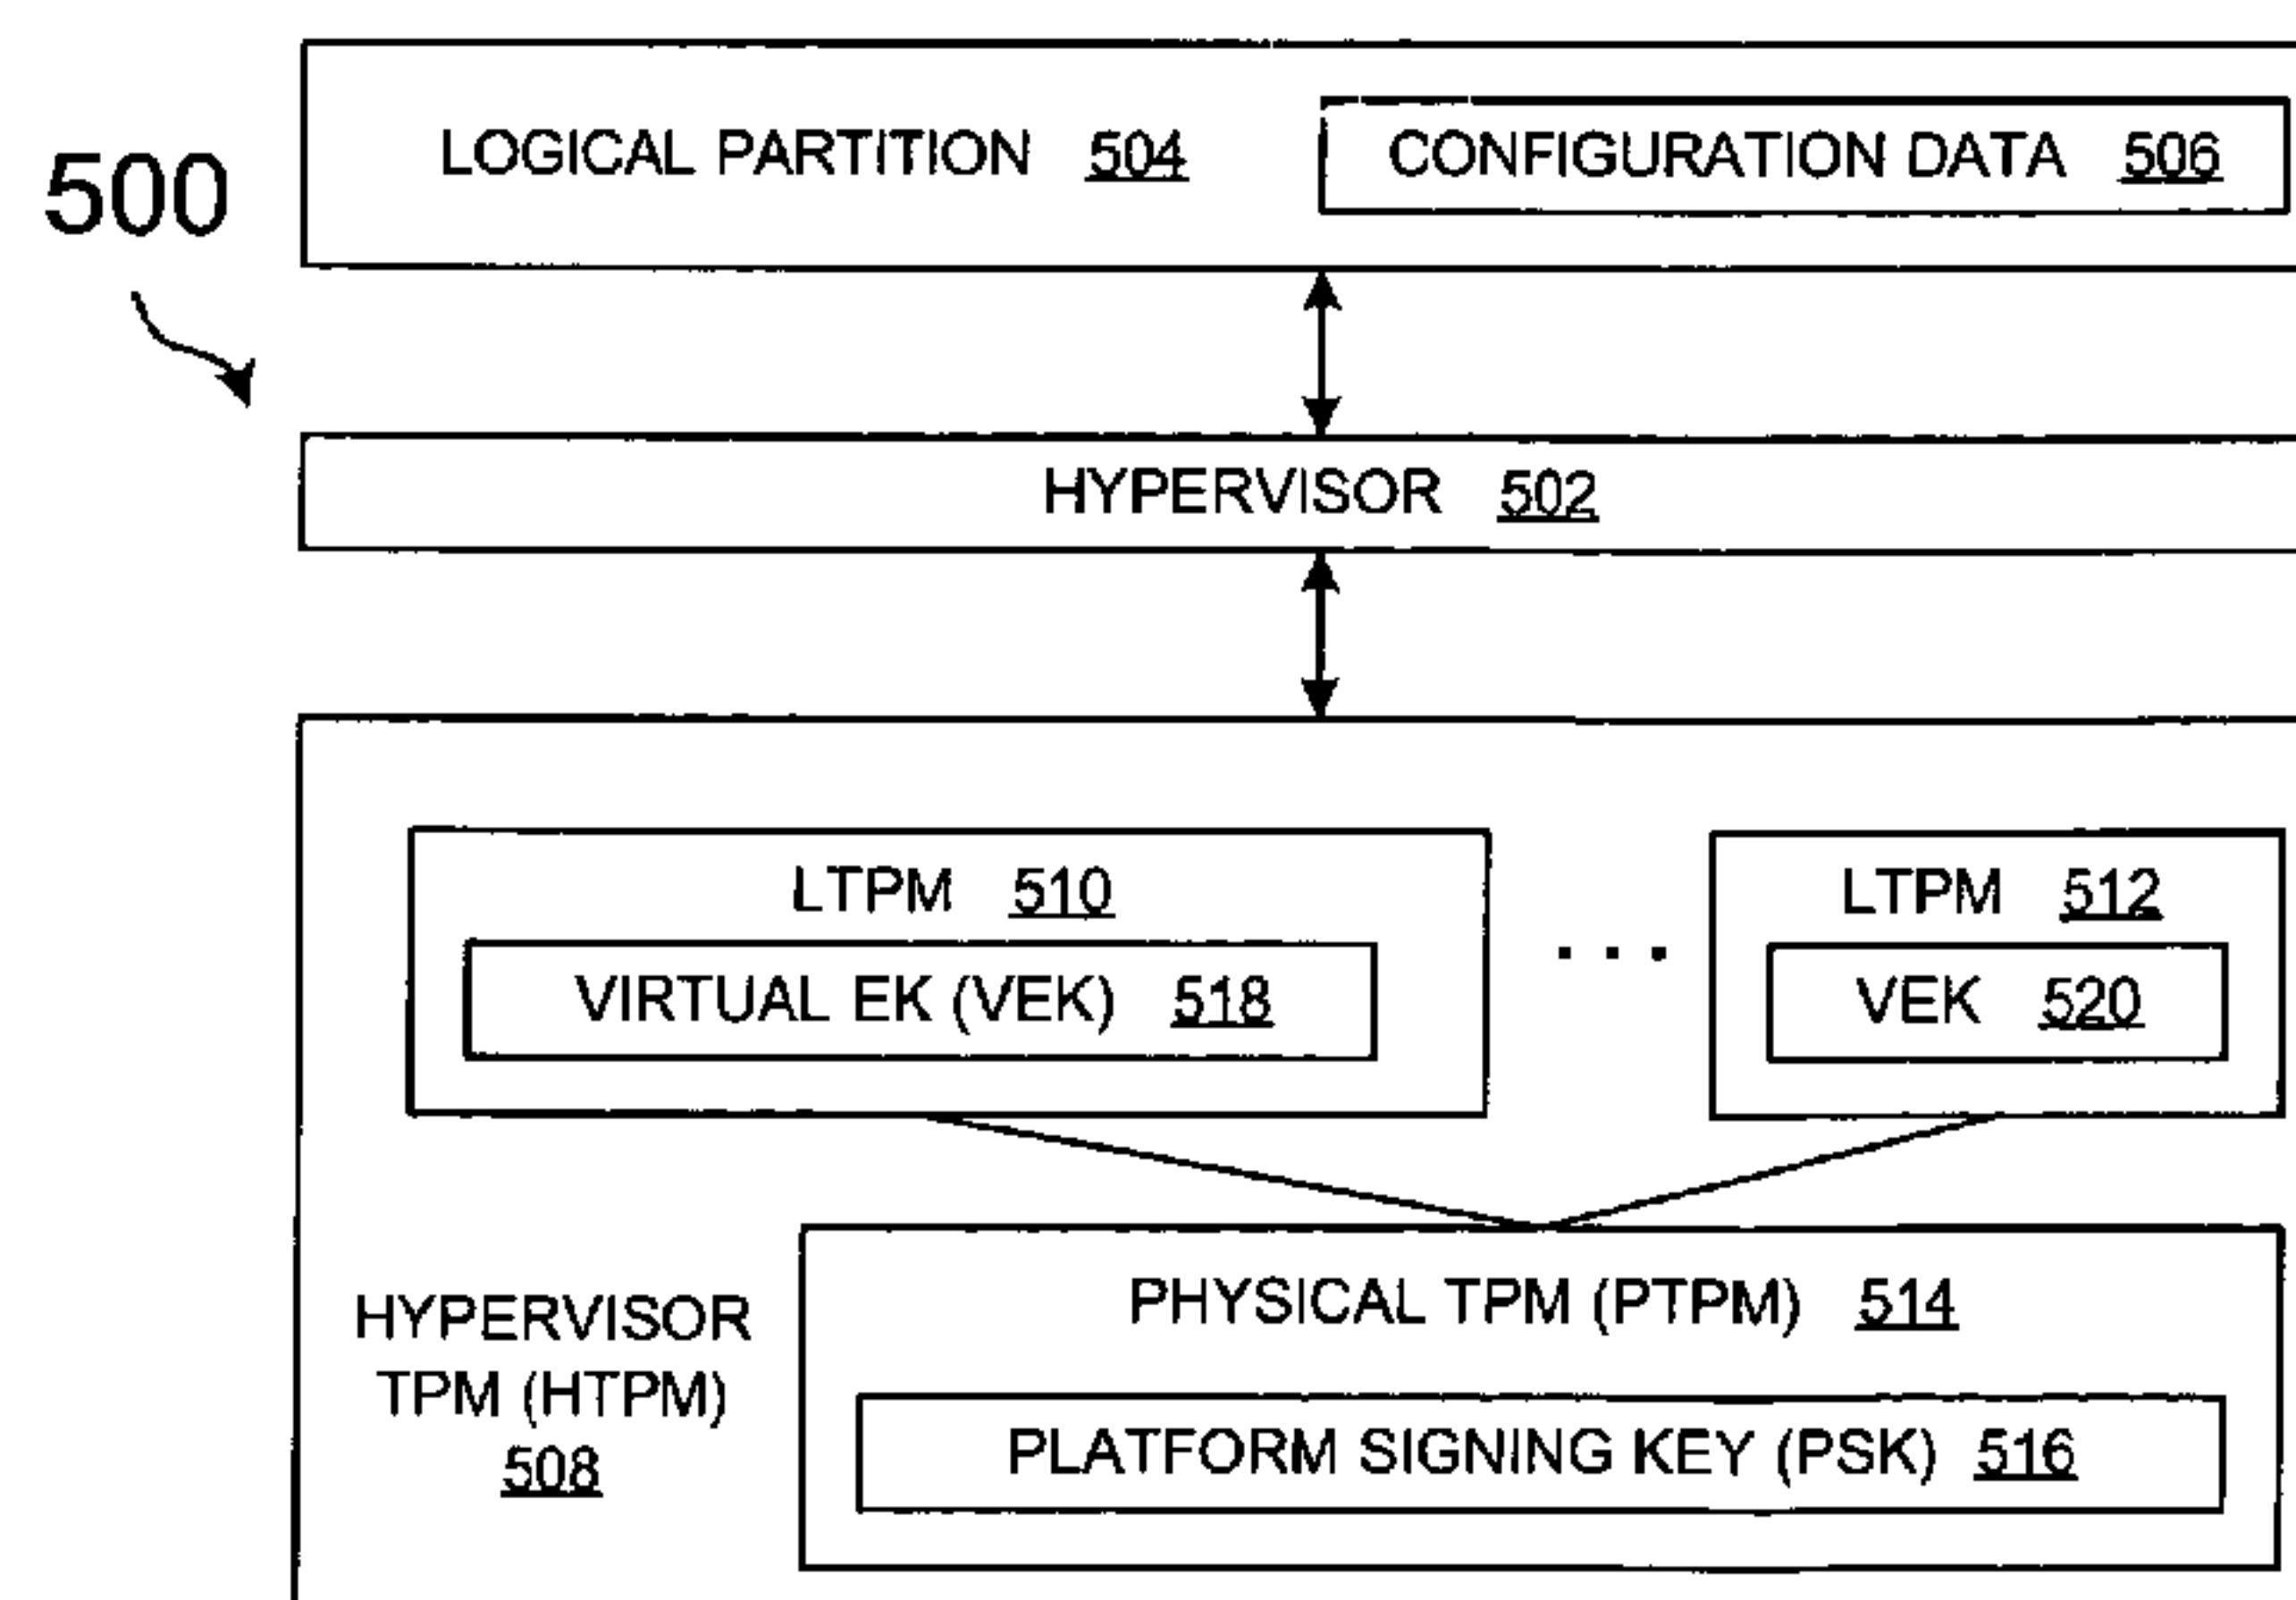 500
LOGICAL PARTITION 504
CONFIGURATION DATA 506
HYPERVISOR 502
LTPM 510
VIRTUAL EK (VEK) 518
. . .
LTPM 512
VEK 520
HYPERVISOR
TPM (HTPM)
508
PHYSICAL TPM (PTPM) 514
PLATFORM SIGNING KEY (PSK) 516